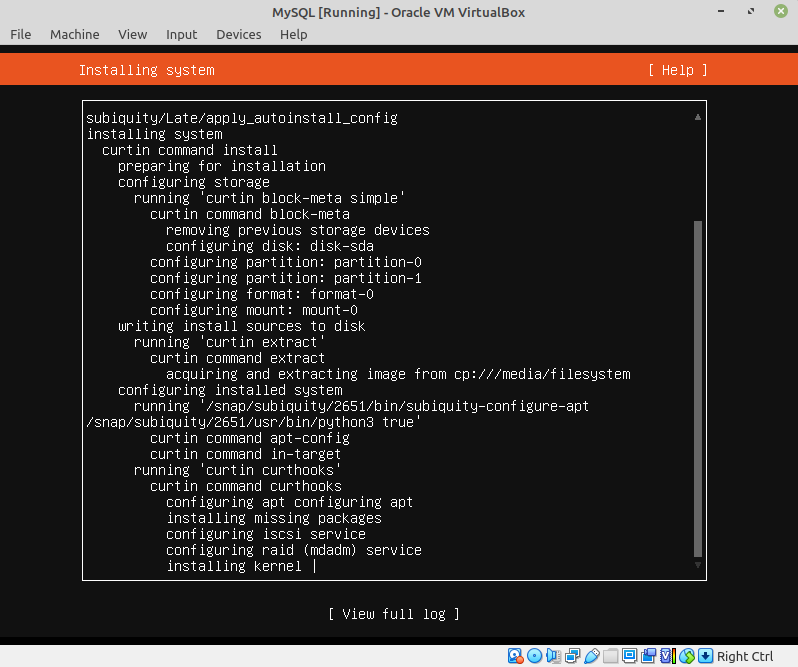 MySQL [Running] - Oracle VM VirtualBox
File Machine View Input Devices Help
Installing system [ Help ]
subiquity/Late/apply_autoinstall_config
installing system
curtin command install
preparing for installation
configuring storage
running 'curtin block-meta simple'
curtin command block-meta
removing previous storage devices
configuring disk: disk-sda
configuring partition: partition-0
configuring partition: partition-1
configuring format: format-0
configuring mount: mount-0
writing install sources to disk
running 'curtin extract'
curtin command extract
acquiring and extracting image from cp:///media/filesystem
configuring installed system
running '/snap/subiquity/2651/bin/subiquity-configure-apt
/snap/subiquity/2651/usr/bin/python3 true'
curtin command apt-config
curtin command in-target
running 'curtin curthooks'
curtin command curthooks
configuring apt configuring apt
installing missing packages
configuring iscsi service
configuring raid (mdadm) service
installing kernel |
[ View full log ]
Right Ctrl